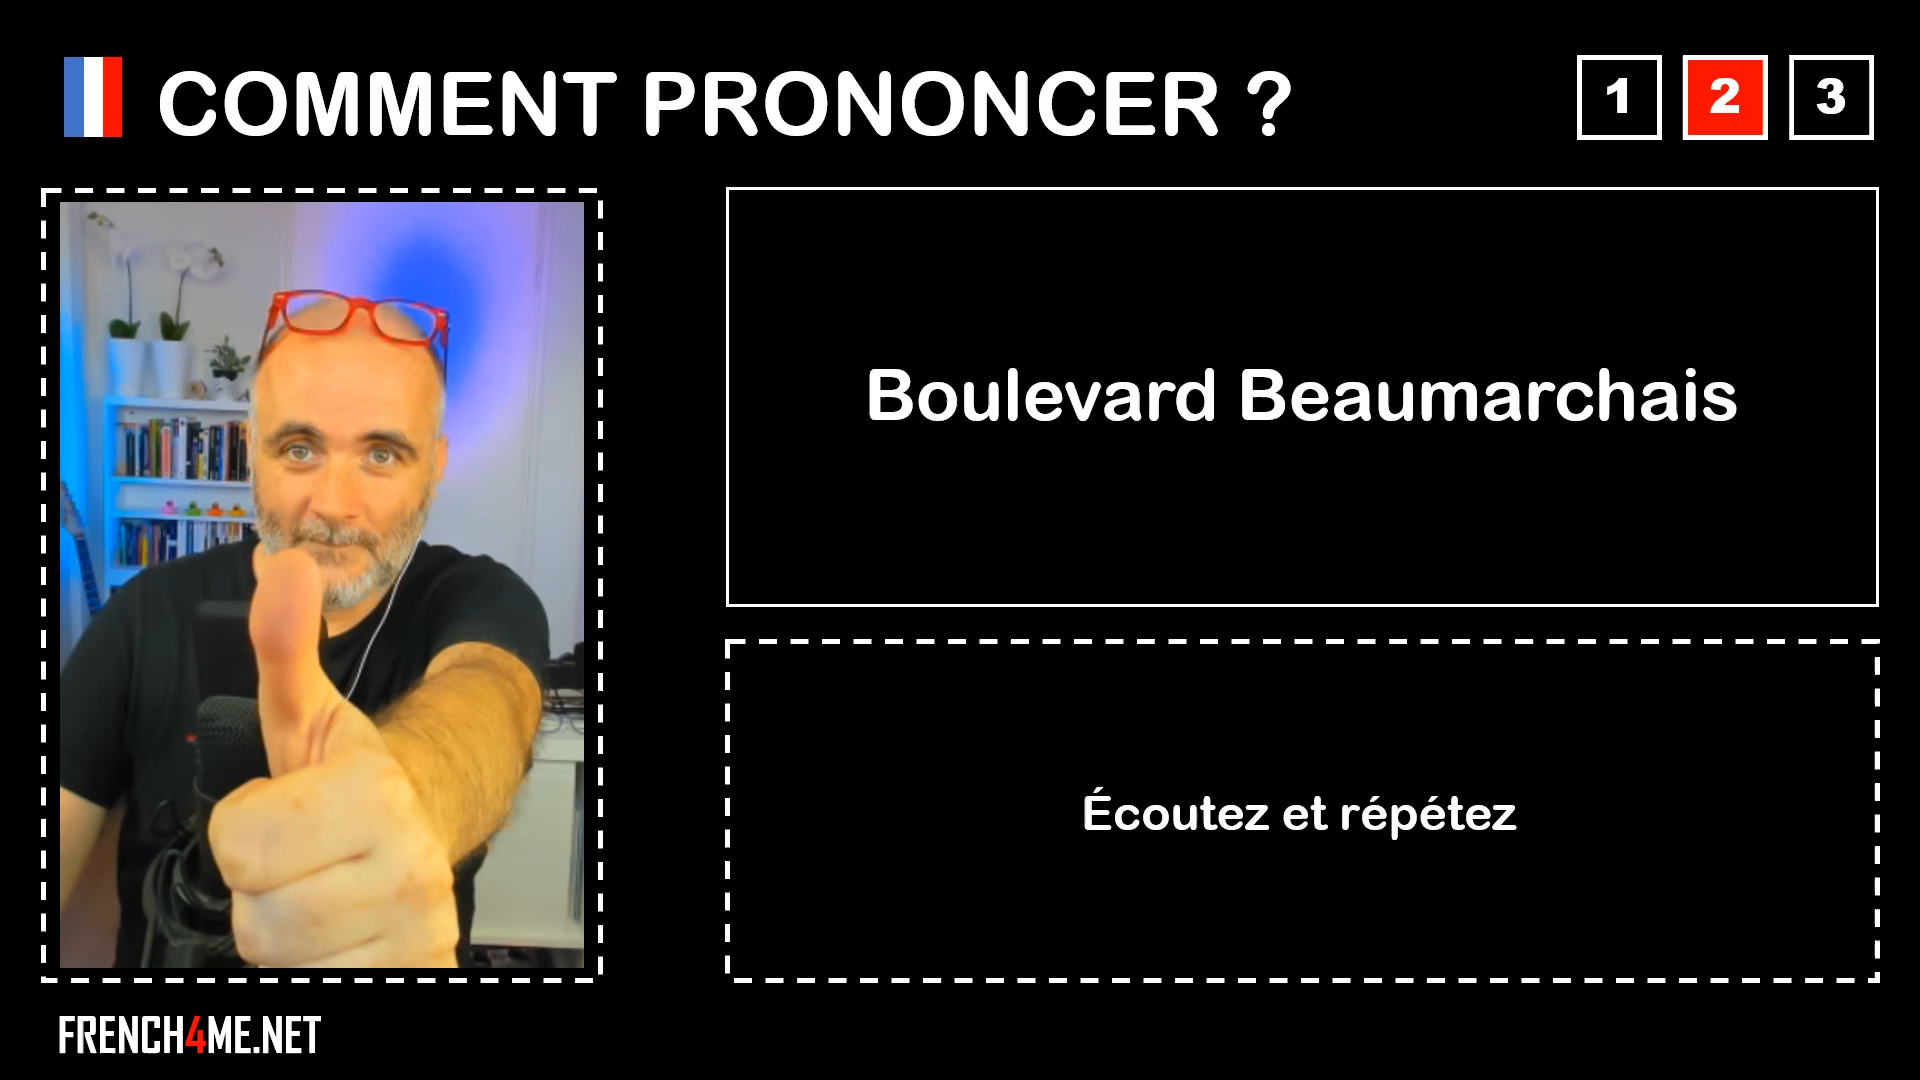 COMMENT PRONONCER ?
1 2 3
Boulevard Beaumarchais
Écoutez et répétez
FRENCH4ME.NET